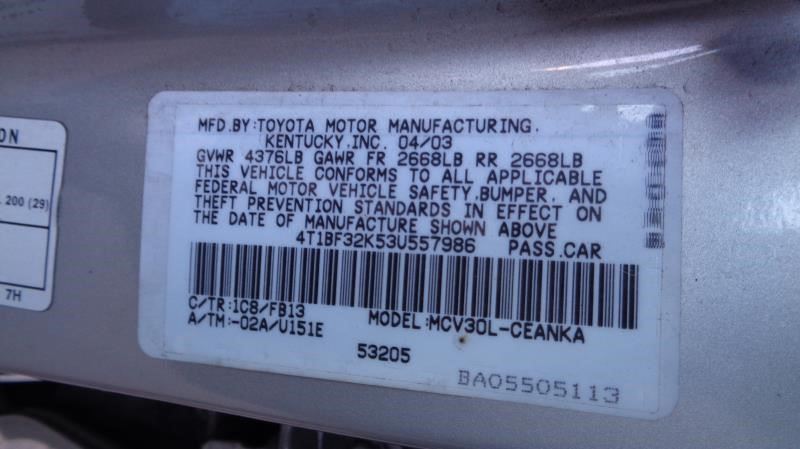 MFD.BY:TOYOTA MOTOR MANUFACTURING,
KENTUCKY,INC. 04/03
GVWR 4376LB GAWR FR 2668LB RR 2668LB
THIS VEHICLE CONFORMS TO ALL APPLICABLE
FEDERAL MOTOR VEHICLE SAFETY,BUMPER, AND
THEFT PREVENTION STANDARDS IN EFFECT ON
THE DATE OF MANUFACTURE SHOWN ABOVE
4T1BF32K53U557986 PASS.CAR
C/TR:1C8/FB13
A/TM:-02A/U151E
MODEL:MCV30L-CEANKA
53205
BA05505113
ON
200 (29)
7H